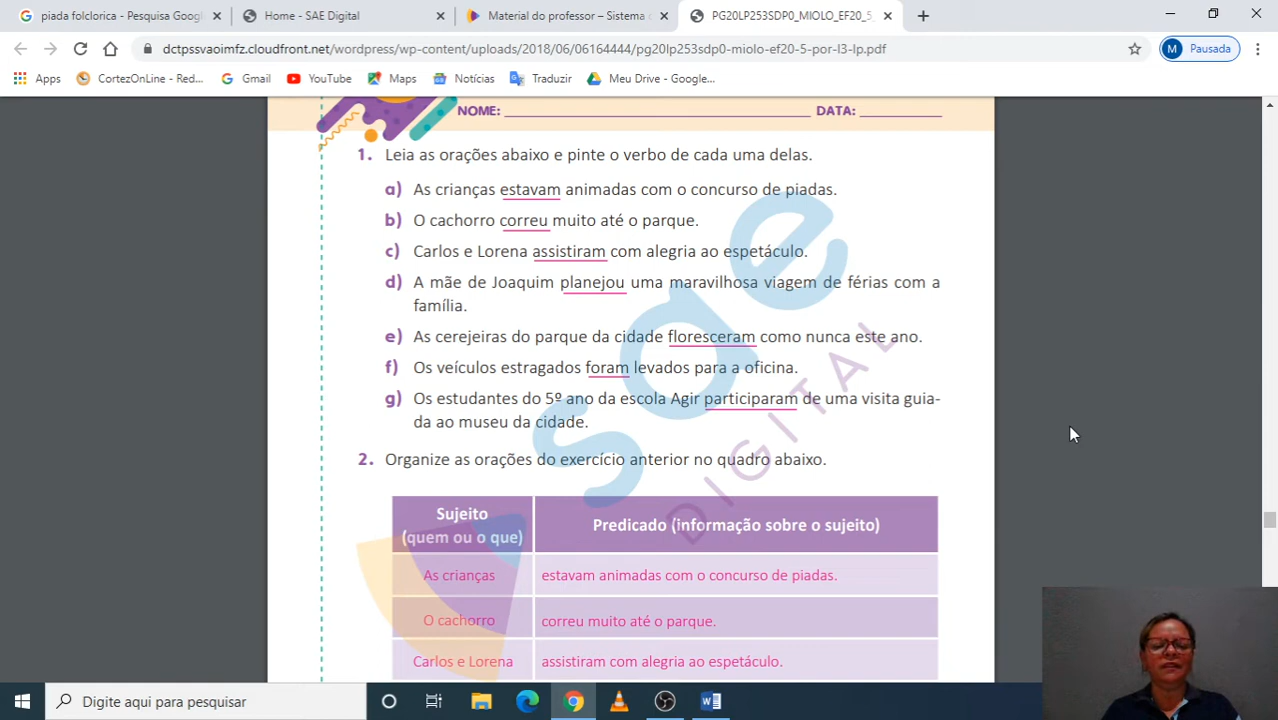 piada folclorica - Pesquisa Googl
Home - SAE Digital
Material do professor – Sistema d
PG20LP253SDP0_MIOLO_EF20_5_
dctpssvaoimfz.cloudfront.net/wordpress/wp-content/uploads/2018/06/06164444/pg20lp253sdp0-miolo-ef20-5-por-l3-lp.pdf
M Pausada
Apps CortezOnLine - Red... Gmail YouTube Maps Notícias Traduzir Meu Drive - Google...
NOME: DATA:
1. Leia as orações abaixo e pinte o verbo de cada uma delas.
a) As crianças estavam animadas com o concurso de piadas.
b) O cachorro correu muito até o parque.
c) Carlos e Lorena assistiram com alegria ao espetáculo.
d) A mãe de Joaquim planejou uma maravilhosa viagem de férias com a
família.
e) As cerejeiras do parque da cidade floresceram como nunca este ano.
f) Os veículos estragados foram levados para a oficina.
g) Os estudantes do 5º ano da escola Agir participaram de uma visita guia-
da ao museu da cidade.
sae
DIGITAL
2. Organize as orações do exercício anterior no quadro abaixo.
Sujeito
(quem ou o que)
Predicado (informação sobre o sujeito)
As crianças estavam animadas com o concurso de piadas.
O cachorro correu muito até o parque.
Carlos e Lorena assistiram com alegria ao espetáculo.
Digite aqui para pesquisar